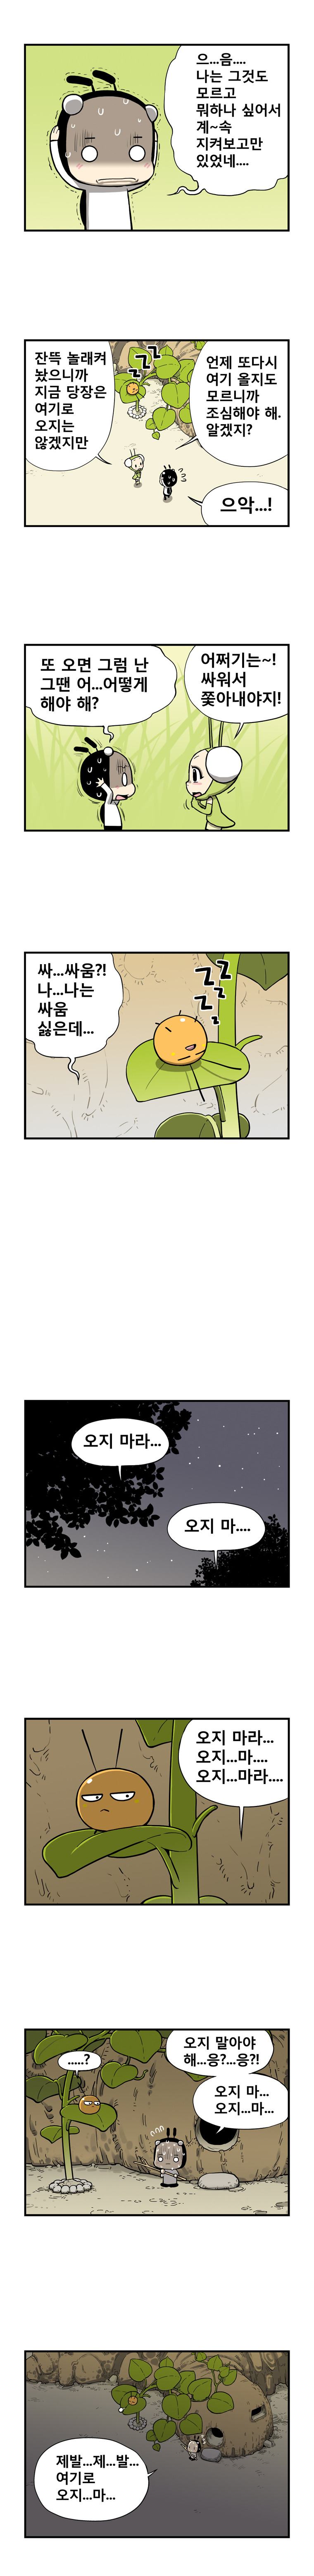 으...음....
나는 그것도
모르고
뭐하나 싶어서
계~속
지켜보고만
있었네....
잔뜩 놀래켜
놨으니까
지금 당장은
여기로
오지는
않겠지만
zzz
언제 또다시
여기 올지도
모르니까
조심해야 해.
알겠지?
으악...!
또 오면 그럼 난
그땐 어...어떻게
해야 해?
어쩌기는~!
싸워서
쫓아내야지!
싸...싸움?!
나...나는
싸움
싫은데...
zzzz
오지 마라...
오지 마....
오지 마라...
오지...마....
오지...마라....
.....?
오지 말아야
해...응?...응?!
오지 마...
오지...마...
제발...제...발...
여기로
오지...마...